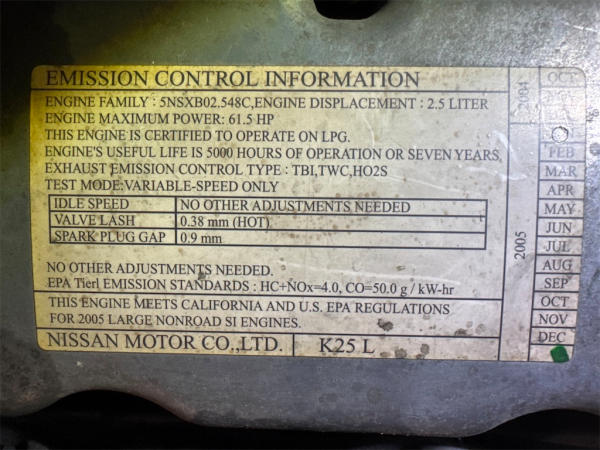 EMISSION CONTROL INFORMATION
ENGINE FAMILY : 5NSXB02.548C, ENGINE DISPLACEMENT : 2.5 LITER
ENGINE MAXIMUM POWER: 61.5 HP
THIS ENGINE IS CERTIFIED TO OPERATE ON LPG.
ENGINE'S USEFUL LIFE IS 5000 HOURS OF OPERATION OR SEVEN YEARS,
EXHAUST EMISSION CONTROL TYPE : TBI,TWC,HO2S
TEST MODE:VARIABLE-SPEED ONLY
IDLE SPEED NO OTHER ADJUSTMENTS NEEDED
VALVE LASH 0.38 mm (HOT)
SPARK PLUG GAP 0.9 mm
NO OTHER ADJUSTMENTS NEEDED.
EPA Tier1 EMISSION STANDARDS : HC+NOx=4.0, CO=50.0 g / kW-hr
THIS ENGINE MEETS CALIFORNIA AND U.S. EPA REGULATIONS
FOR 2005 LARGE NONROAD SI ENGINES.
NISSAN MOTOR CO.,LTD. K25 L
2004
2005
OCT
FEB
MAR
APR
MAY
JUN
JUL
AUG
SEP
OCT
NOV
DEC